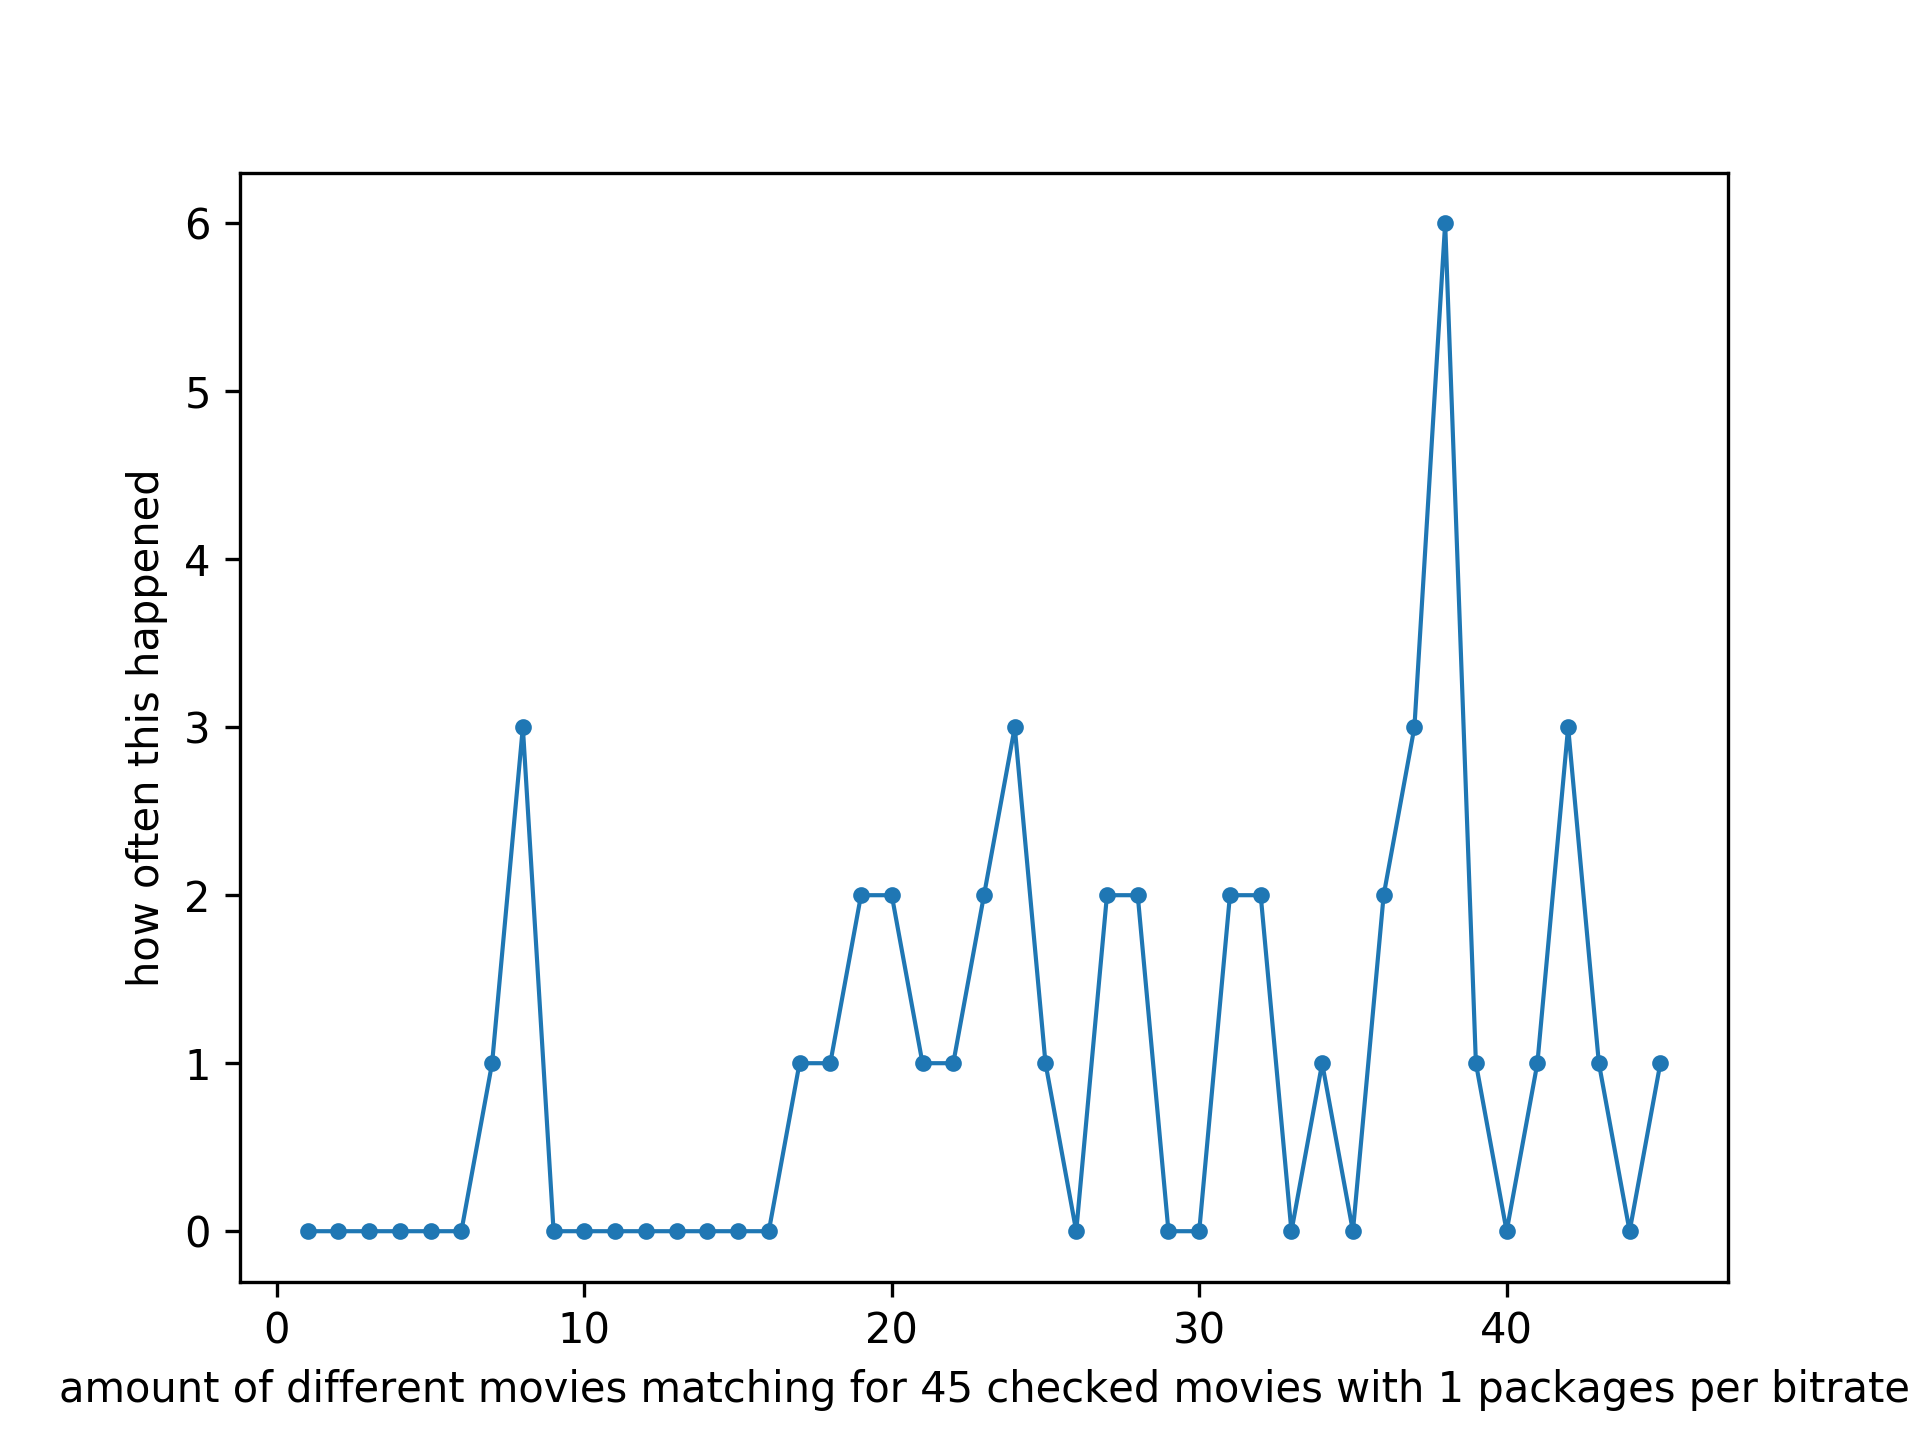 6
5
4
3
2
1
0
how often this happened
0 10 20 30 40
amount of different movies matching for 45 checked movies with 1 packages per bitrate